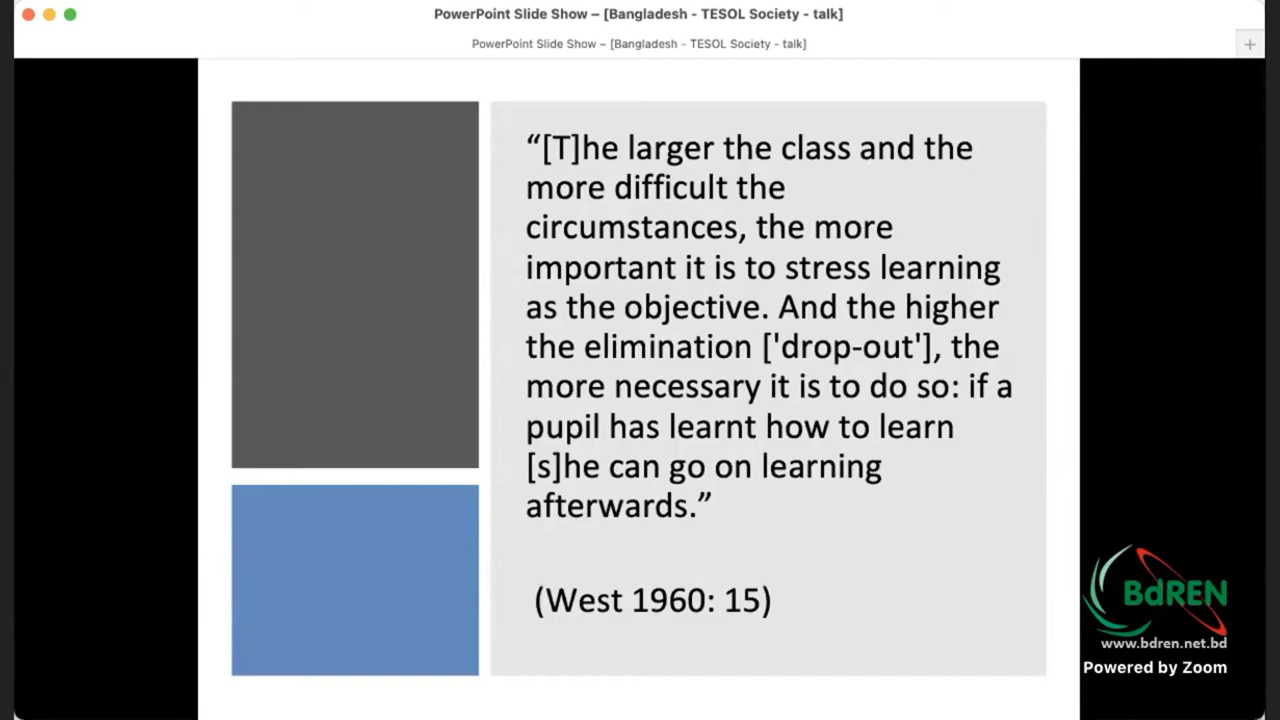 PowerPoint Slide Show – [Bangladesh - TESOL Society - talk]
PowerPoint Slide Show – [Bangladesh - TESOL Society - talk]
“[T]he larger the class and the
more difficult the
circumstances, the more
important it is to stress learning
as the objective. And the higher
the elimination ['drop-out'], the
more necessary it is to do so: if a
pupil has learnt how to learn
[s]he can go on learning
afterwards.”
(West 1960: 15)
BdREN
www.bdren.net.bd
Powered by Zoom